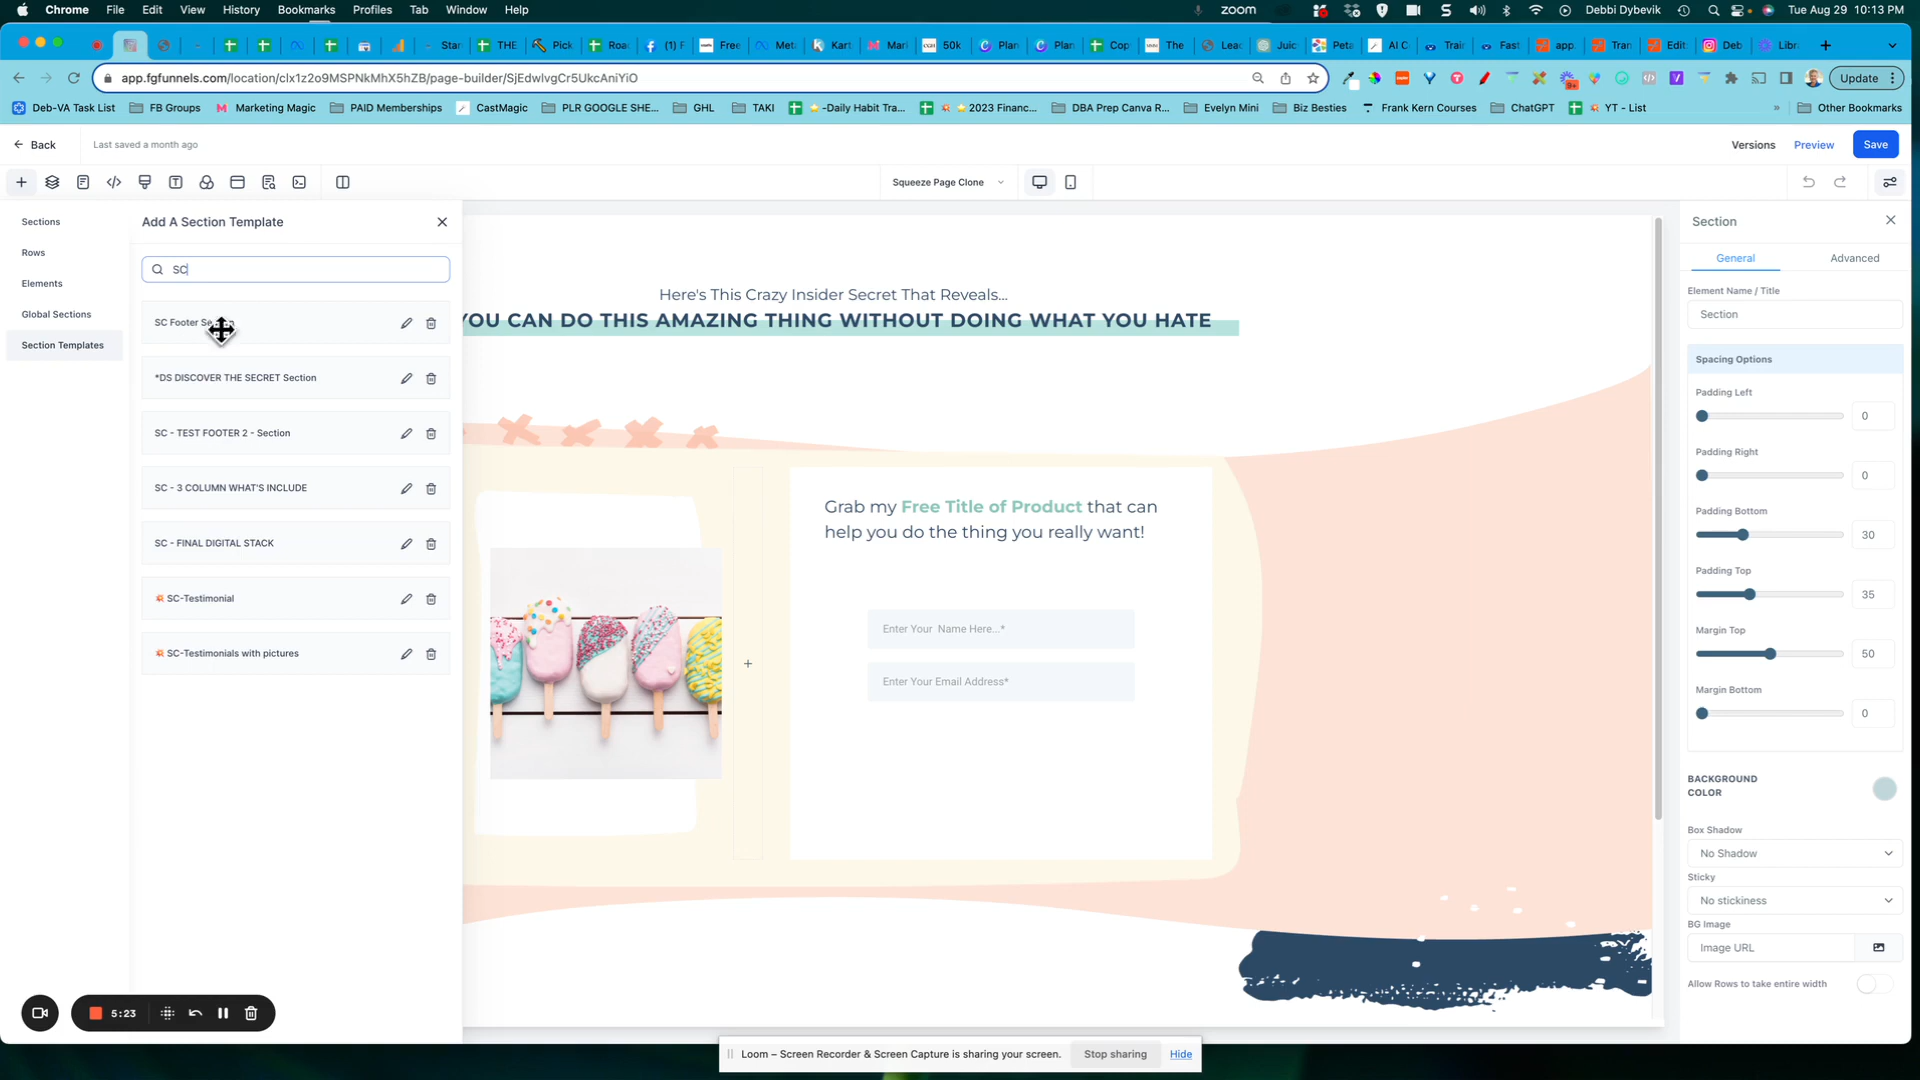 Chrome File Edit View History Bookmarks Profiles Tab Window Help zoom Debbi Dybevik Tue Aug 29 10:13 PM
Star THE Pick Roa (1) F Free Met Kart Mari 50k Plan Plan Cop The Lea Juic Peta AI C Trai Fast app. Tran Edit Deb Libr
app.fgfunnels.com/location/clx1z2o9MSPNkMhX5hZB/page-builder/SjEdwlvgCr5UkcAniYiO Update
Deb-VA Task List FB Groups Marketing Magic PAID Memberships CastMagic PLR GOOGLE SHE... GHL TAKI -Daily Habit Tra... 2023 Financ... DBA Prep Canva R... Evelyn Mini Biz Besties Frank Kern Courses ChatGPT YT - List » Other Bookmarks
Back Last saved a month ago Versions Preview Save
Squeeze Page Clone
Sections
Rows
Elements
Global Sections
Section Templates
Add A Section Template
SC
SC Footer Se
*DS DISCOVER THE SECRET Section
SC - TEST FOOTER 2 - Section
SC - 3 COLUMN WHAT'S INCLUDE
SC - FINAL DIGITAL STACK
SC-Testimonial
SC-Testimonials with pictures
Here's This Crazy Insider Secret That Reveals...
YOU CAN DO THIS AMAZING THING WITHOUT DOING WHAT YOU HATE
Grab my Free Title of Product that can
help you do the thing you really want!
Enter Your Name Here...*
Enter Your Email Address*
Section
General Advanced
Element Name / Title
Section
Spacing Options
Padding Left
0
Padding Right
0
Padding Bottom
30
Padding Top
35
Margin Top
50
Margin Bottom
0
BACKGROUND
COLOR
Box Shadow
No Shadow
Sticky
No stickiness
BG Image
Image URL
Allow Rows to take entire width
5:23
Loom – Screen Recorder & Screen Capture is sharing your screen. Stop sharing Hide